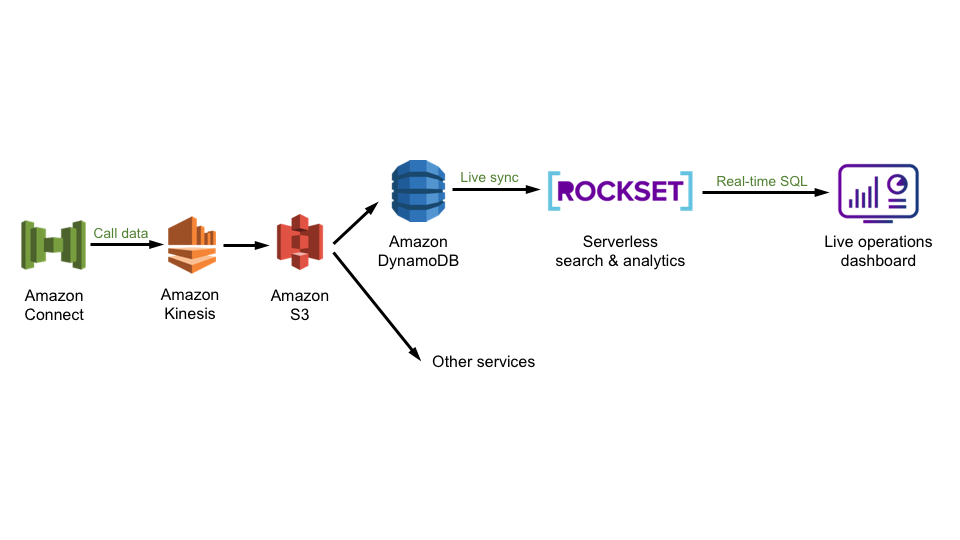 Call data
Amazon
Connect
Amazon
Kinesis
Amazon
S3
Amazon
DynamoDB
Live sync
ROCKSET
Serverless
search & analytics
Real-time SQL
Live operations
dashboard
Other services